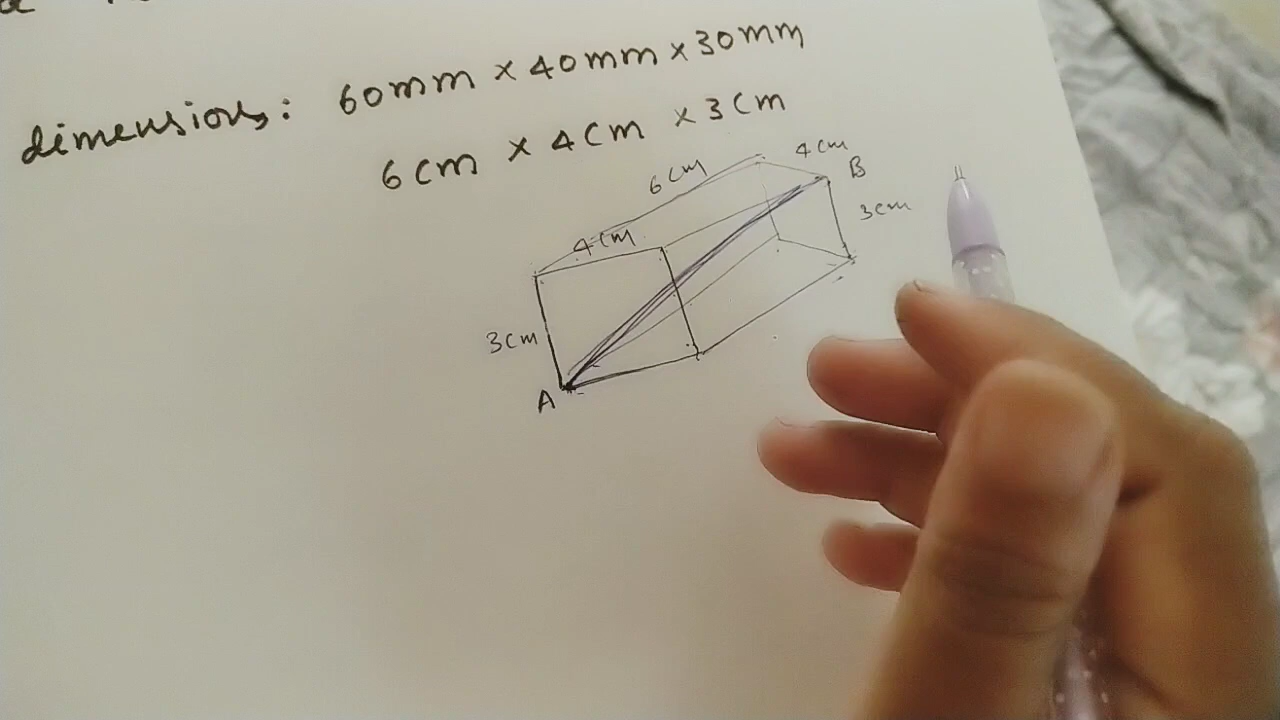 dimensions: 60mm × 40mm × 30mm
6cm × 4cm × 3cm
6cm 4cm B
4cm 3cm
3cm
A